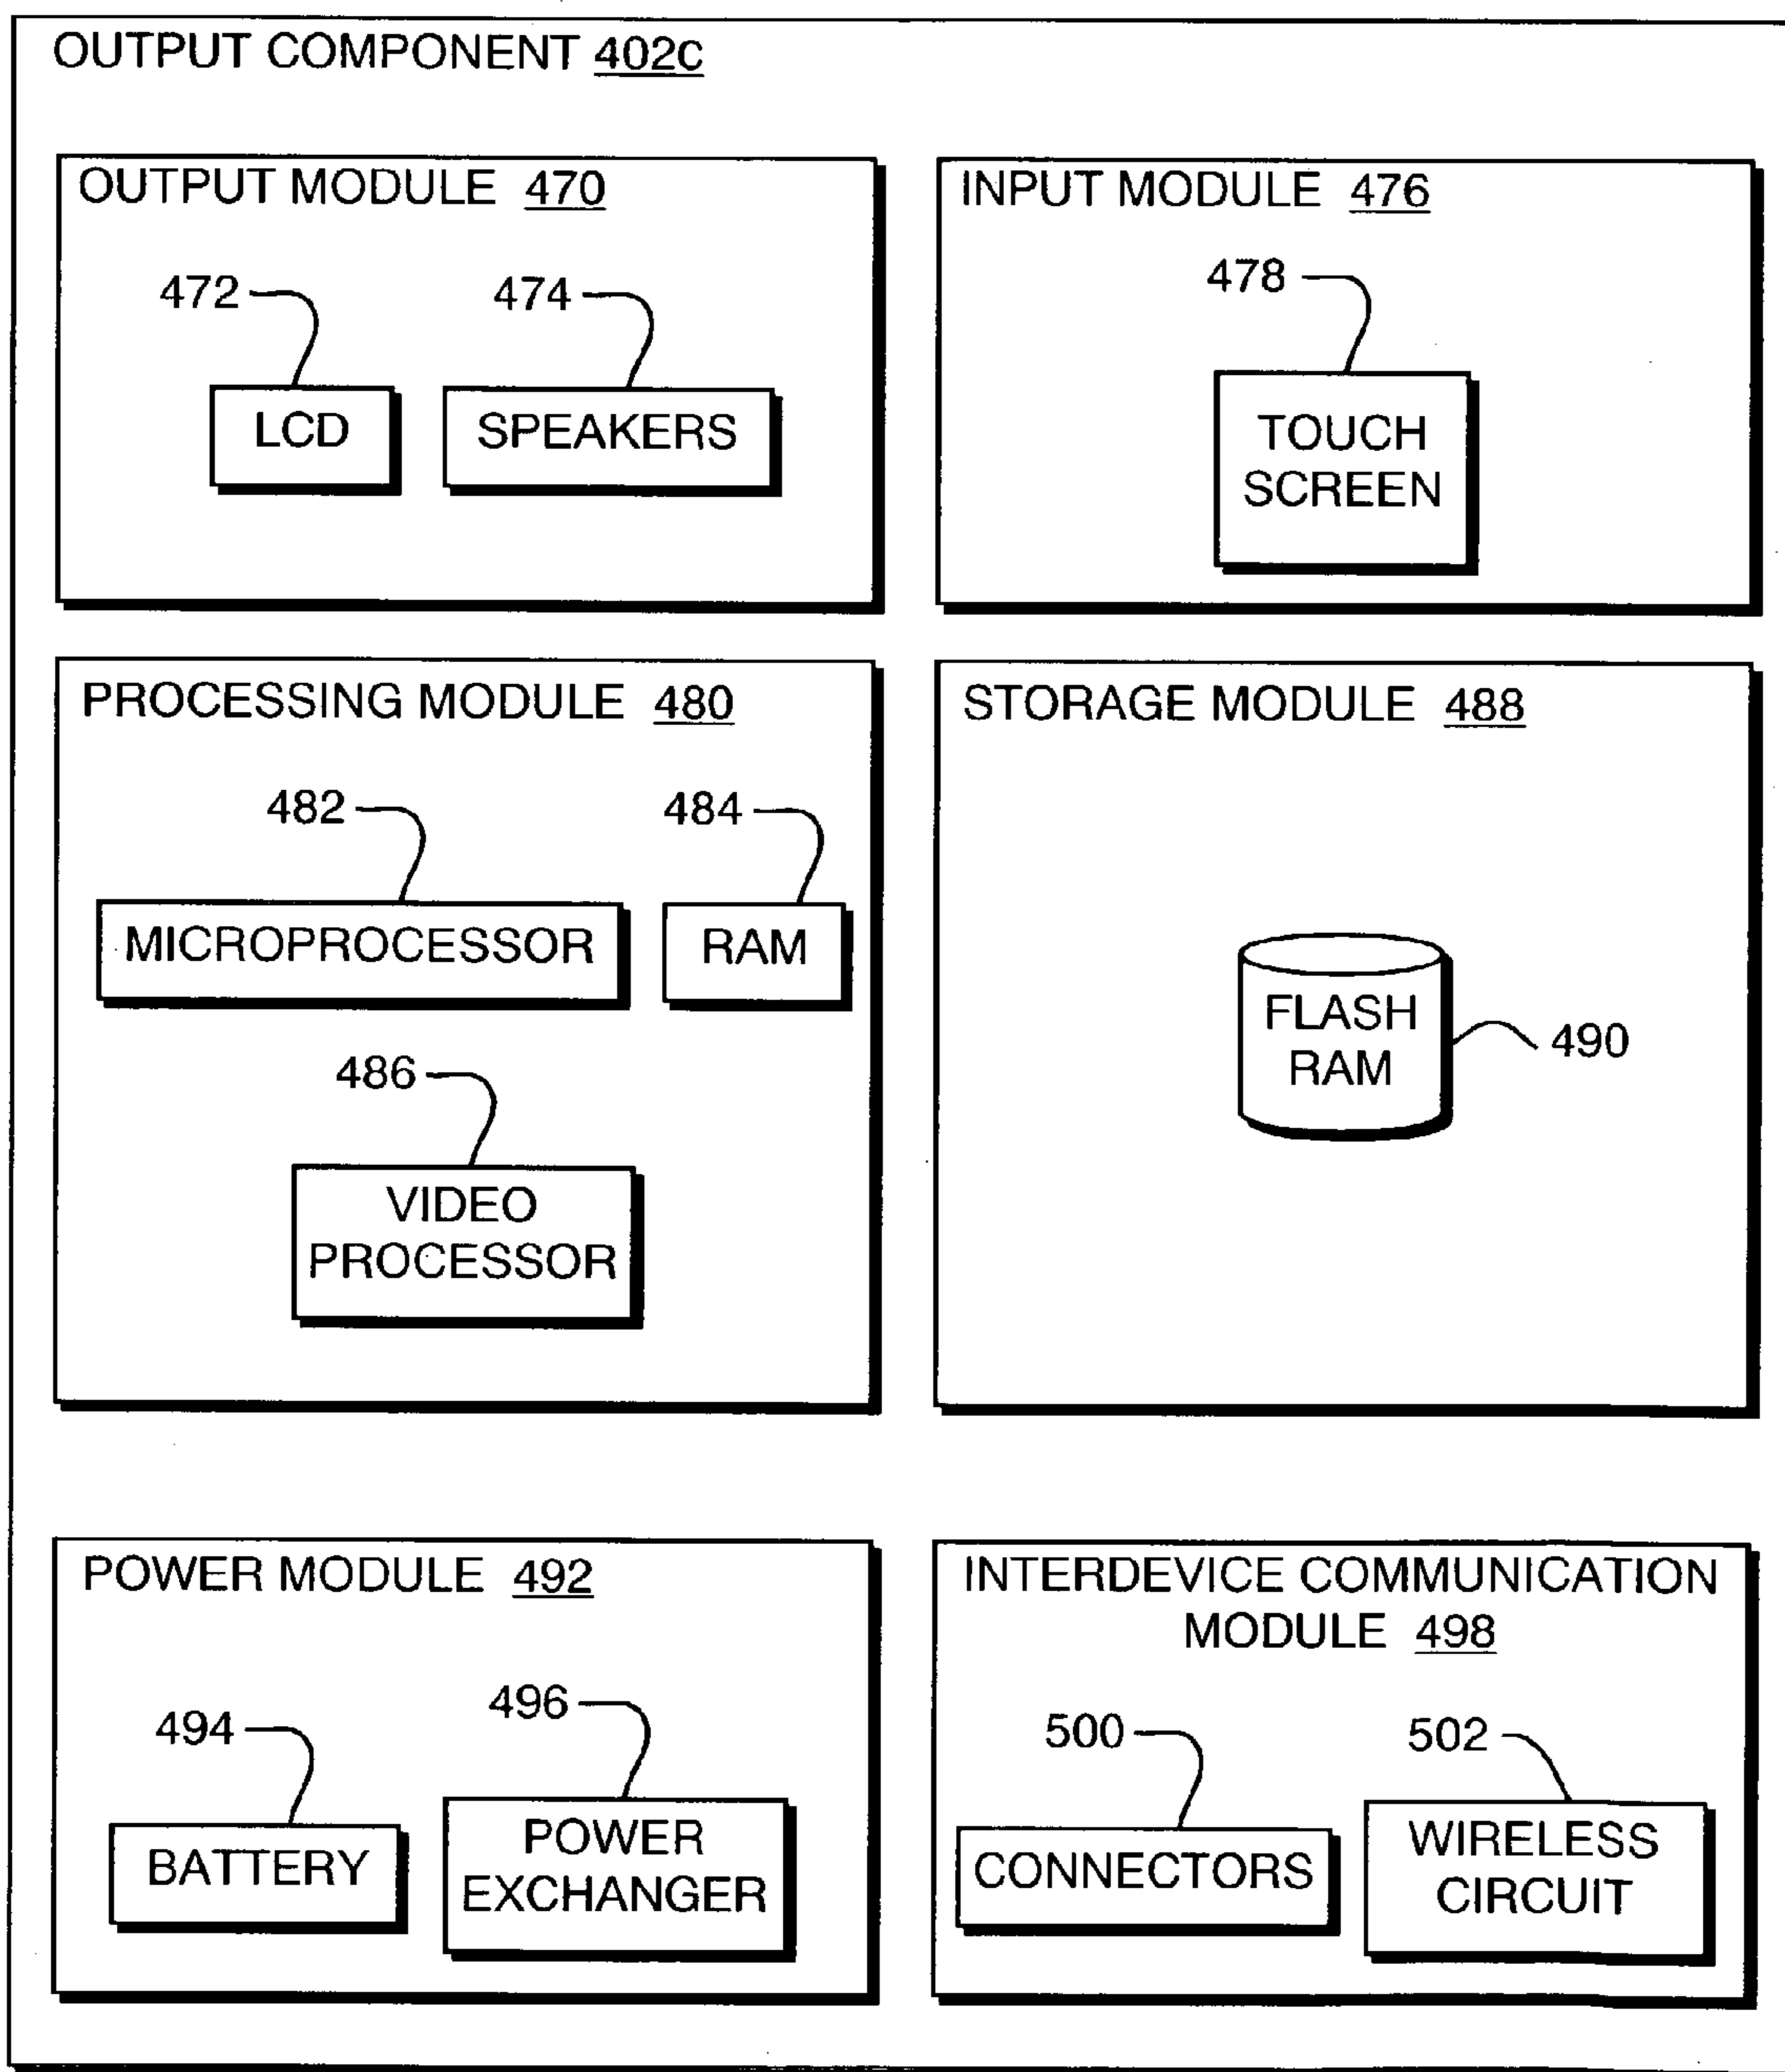 OUTPUT COMPONENT 402C
OUTPUT MODULE 470
472
474
LCD
SPEAKERS
INPUT MODULE 476
478
TOUCH
SCREEN
PROCESSING MODULE 480
482
484
MICROPROCESSOR
RAM
486
VIDEO
PROCESSOR
STORAGE MODULE 488
FLASH
RAM
490
POWER MODULE 492
494
496
BATTERY
POWER
EXCHANGER
INTERDEVICE COMMUNICATION
MODULE 498
500
502
CONNECTORS
WIRELESS
CIRCUIT